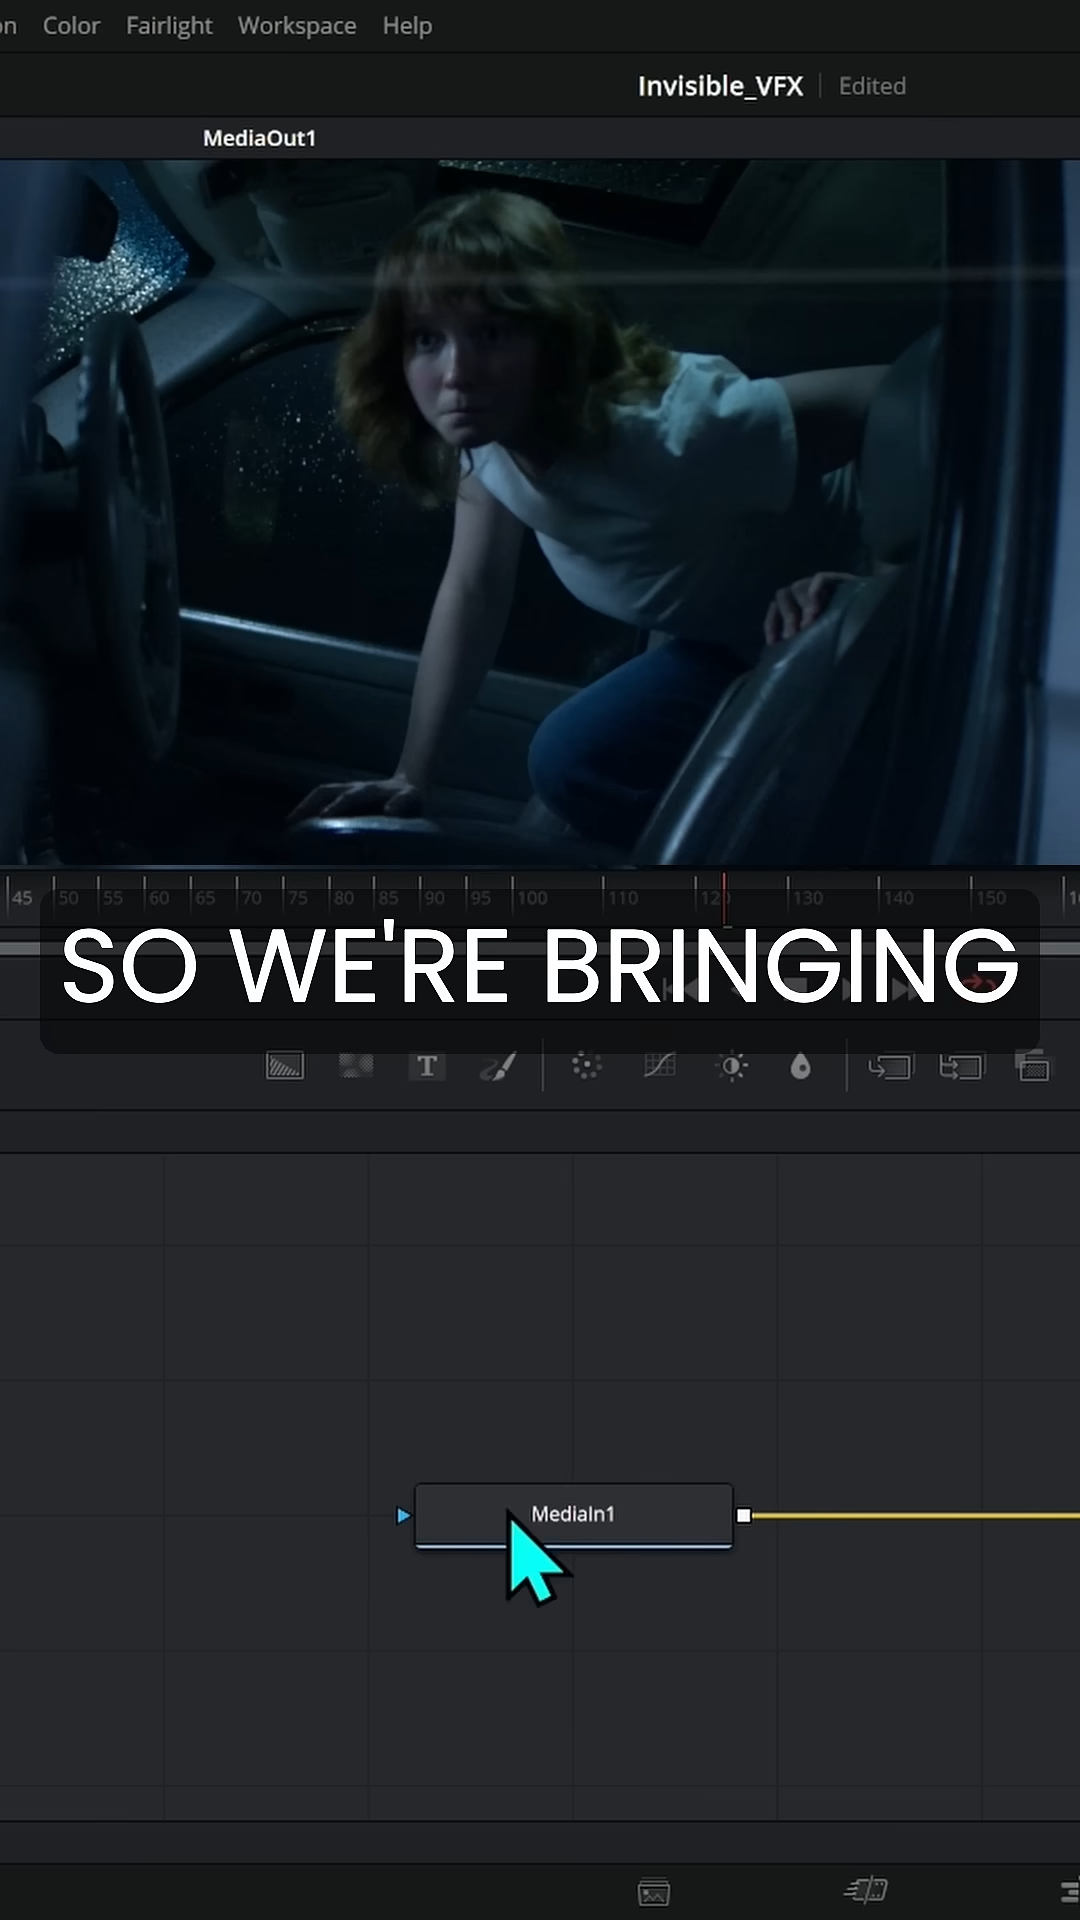 on Color Fairlight Workspace Help
Invisible_VFX Edited
MediaOut1
45 50 55 60 65 70 75 80 85 90 95 100 110 120 130 140 150
SO WE'RE BRINGING
T
MediaIn1